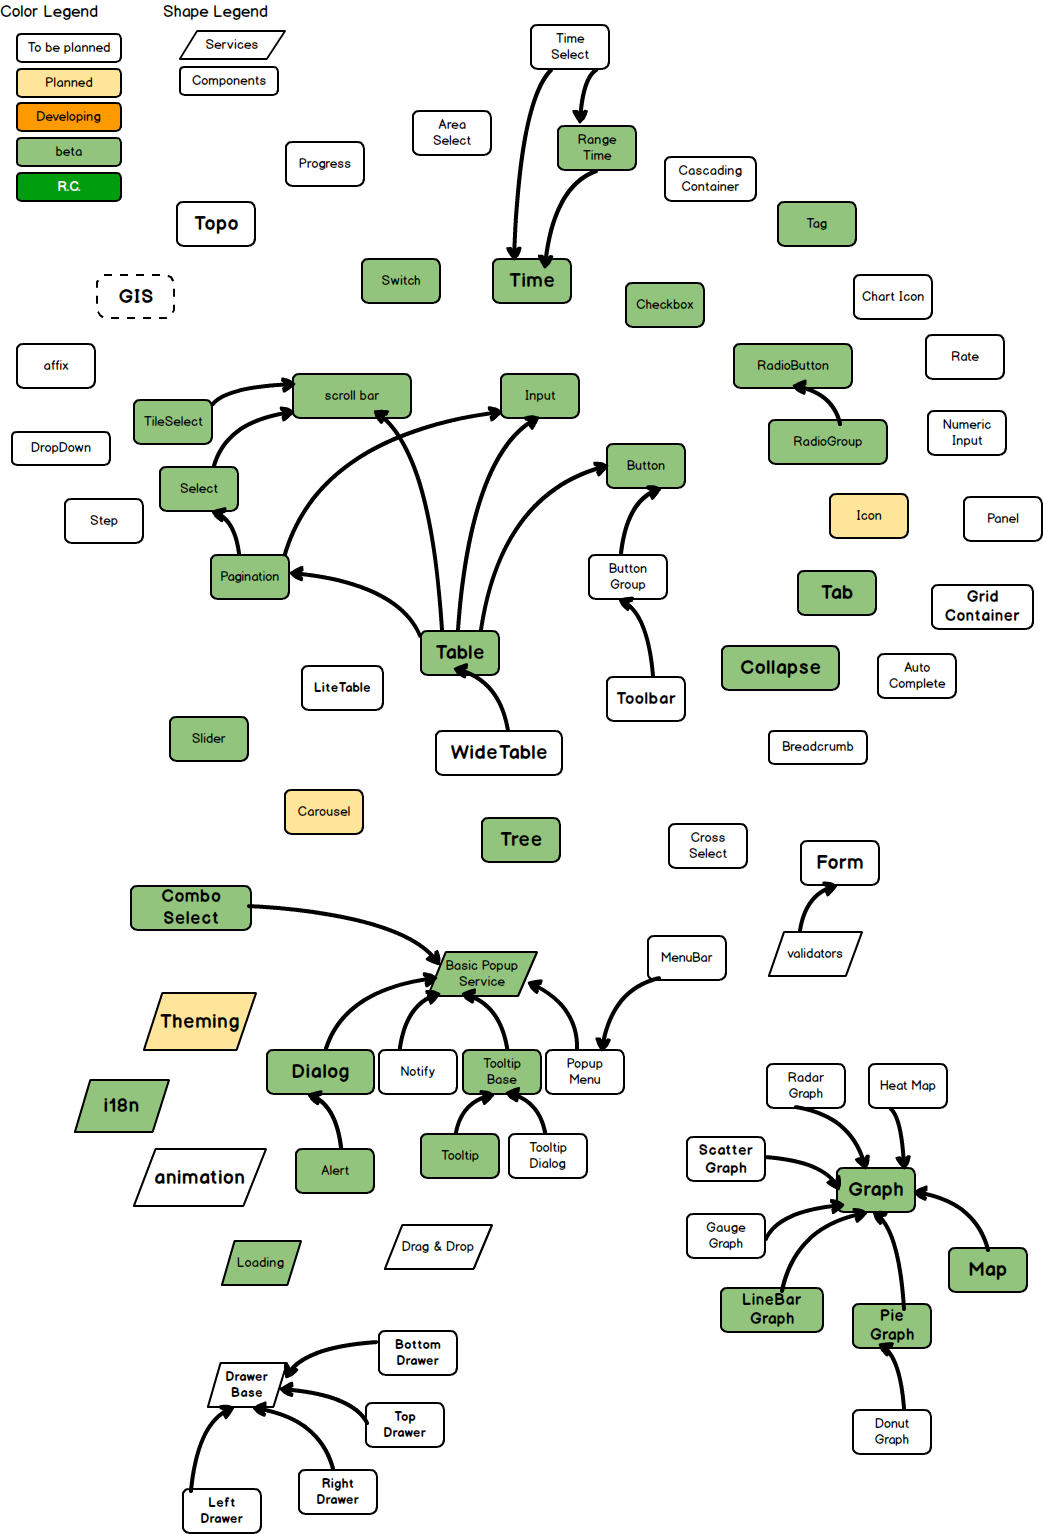 Color Legend
Shape Legend
To be planned
Services
Planned
Components
Developing
beta
R.C.
Time
Select
Area
Select
Range
Time
Progress
Cascading
Container
Topo
Tag
GIS
Switch
Time
Checkbox
Chart Icon
affix
RadioButton
Rate
TileSelect
scroll bar
Input
DropDown
RadioGroup
Numeric
Input
Select
Button
Step
Icon
Panel
Pagination
Button
Group
Tab
Grid
Container
Table
Collapse
Auto
Complete
LiteTable
Toolbar
Slider
WideTable
Breadcrumb
Carousel
Tree
Cross
Select
Form
Combo
Select
Basic Popup
Service
MenuBar
validators
Theming
Dialog
Notify
Tooltip
Base
Popup
Menu
i18n
Radar
Graph
Heat Map
animation
Alert
Tooltip
Tooltip
Dialog
Scatter
Graph
Graph
Gauge
Graph
Loading
Drag & Drop
Map
LineBar
Graph
Pie
Graph
Bottom
Drawer
Drawer
Base
Top
Drawer
Donut
Graph
Right
Drawer
Left
Drawer